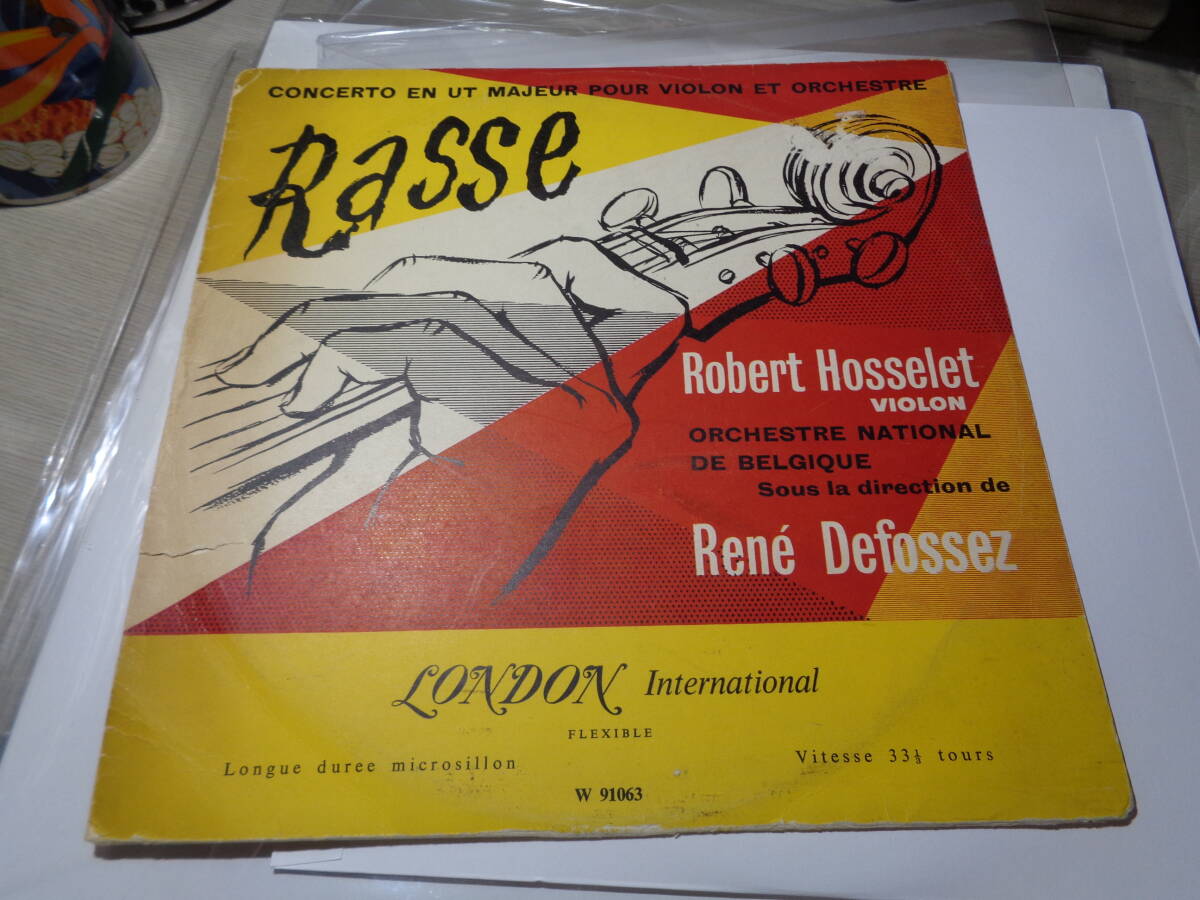 CONCERTO EN UT MAJEUR POUR VIOLON ET ORCHESTRE
Rasse
Robert Hosselet
VIOLON
ORCHESTRE NATIONAL
DE BELGIQUE
Sous la direction de
René Defossez
LONDON International
FLEXIBLE
Longue duree microsillon
Vitesse 33⅓ tours
W 91063